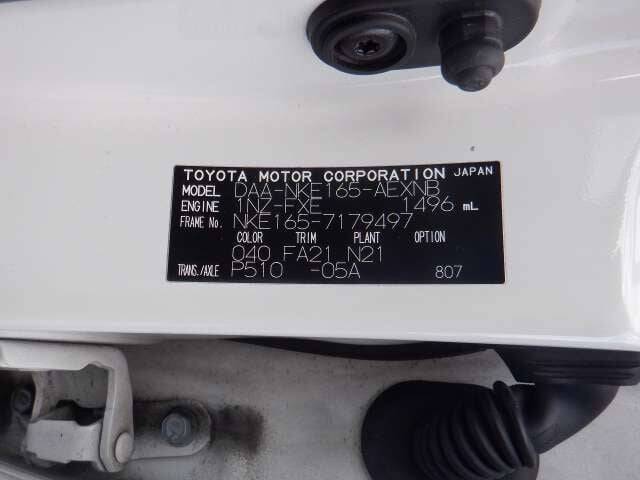 TOYOTA MOTOR CORPORATION JAPAN
MODEL DAA-NKE165-AEXNB
ENGINE 1NZ-FXE 1496 mL
FRAME No. NKE165-7179497
COLOR TRIM PLANT OPTION
040 FA21 N21
TRANS./AXLE P510 -05A 807